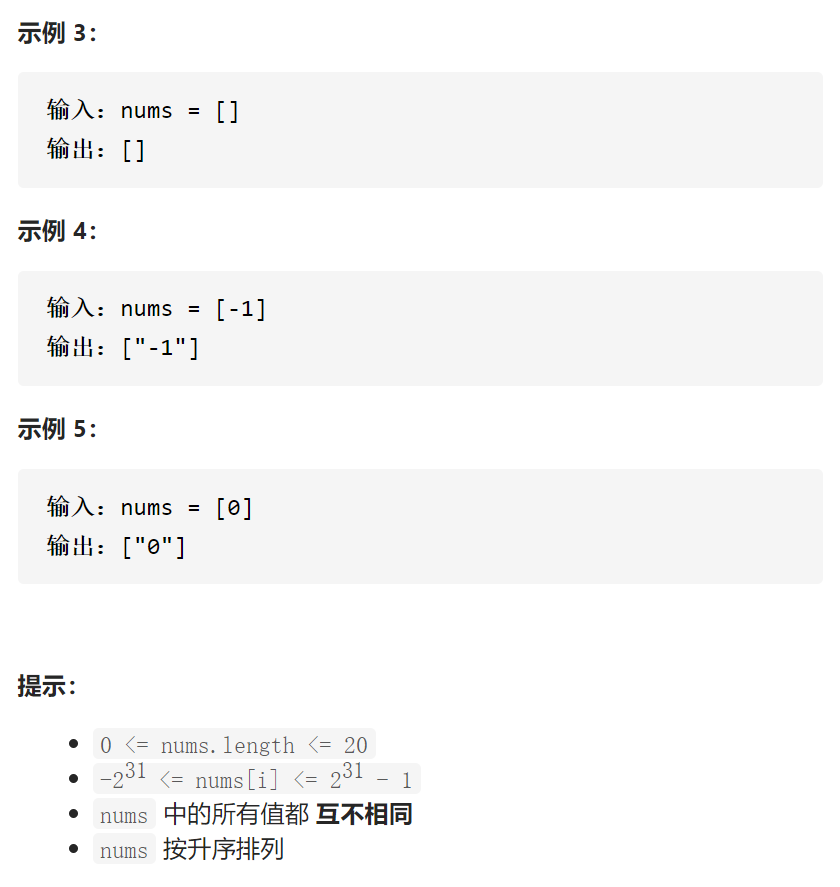 示例 3：
输入：nums = []
输出：[]
示例 4：
输入：nums = [-1]
输出：["-1"]
示例 5：
输入：nums = [0]
输出：["0"]
提示：
0 <= nums.length <= 20
-2^31 <= nums[i] <= 2^31 - 1
nums 中的所有值都 互不相同
nums 按升序排列